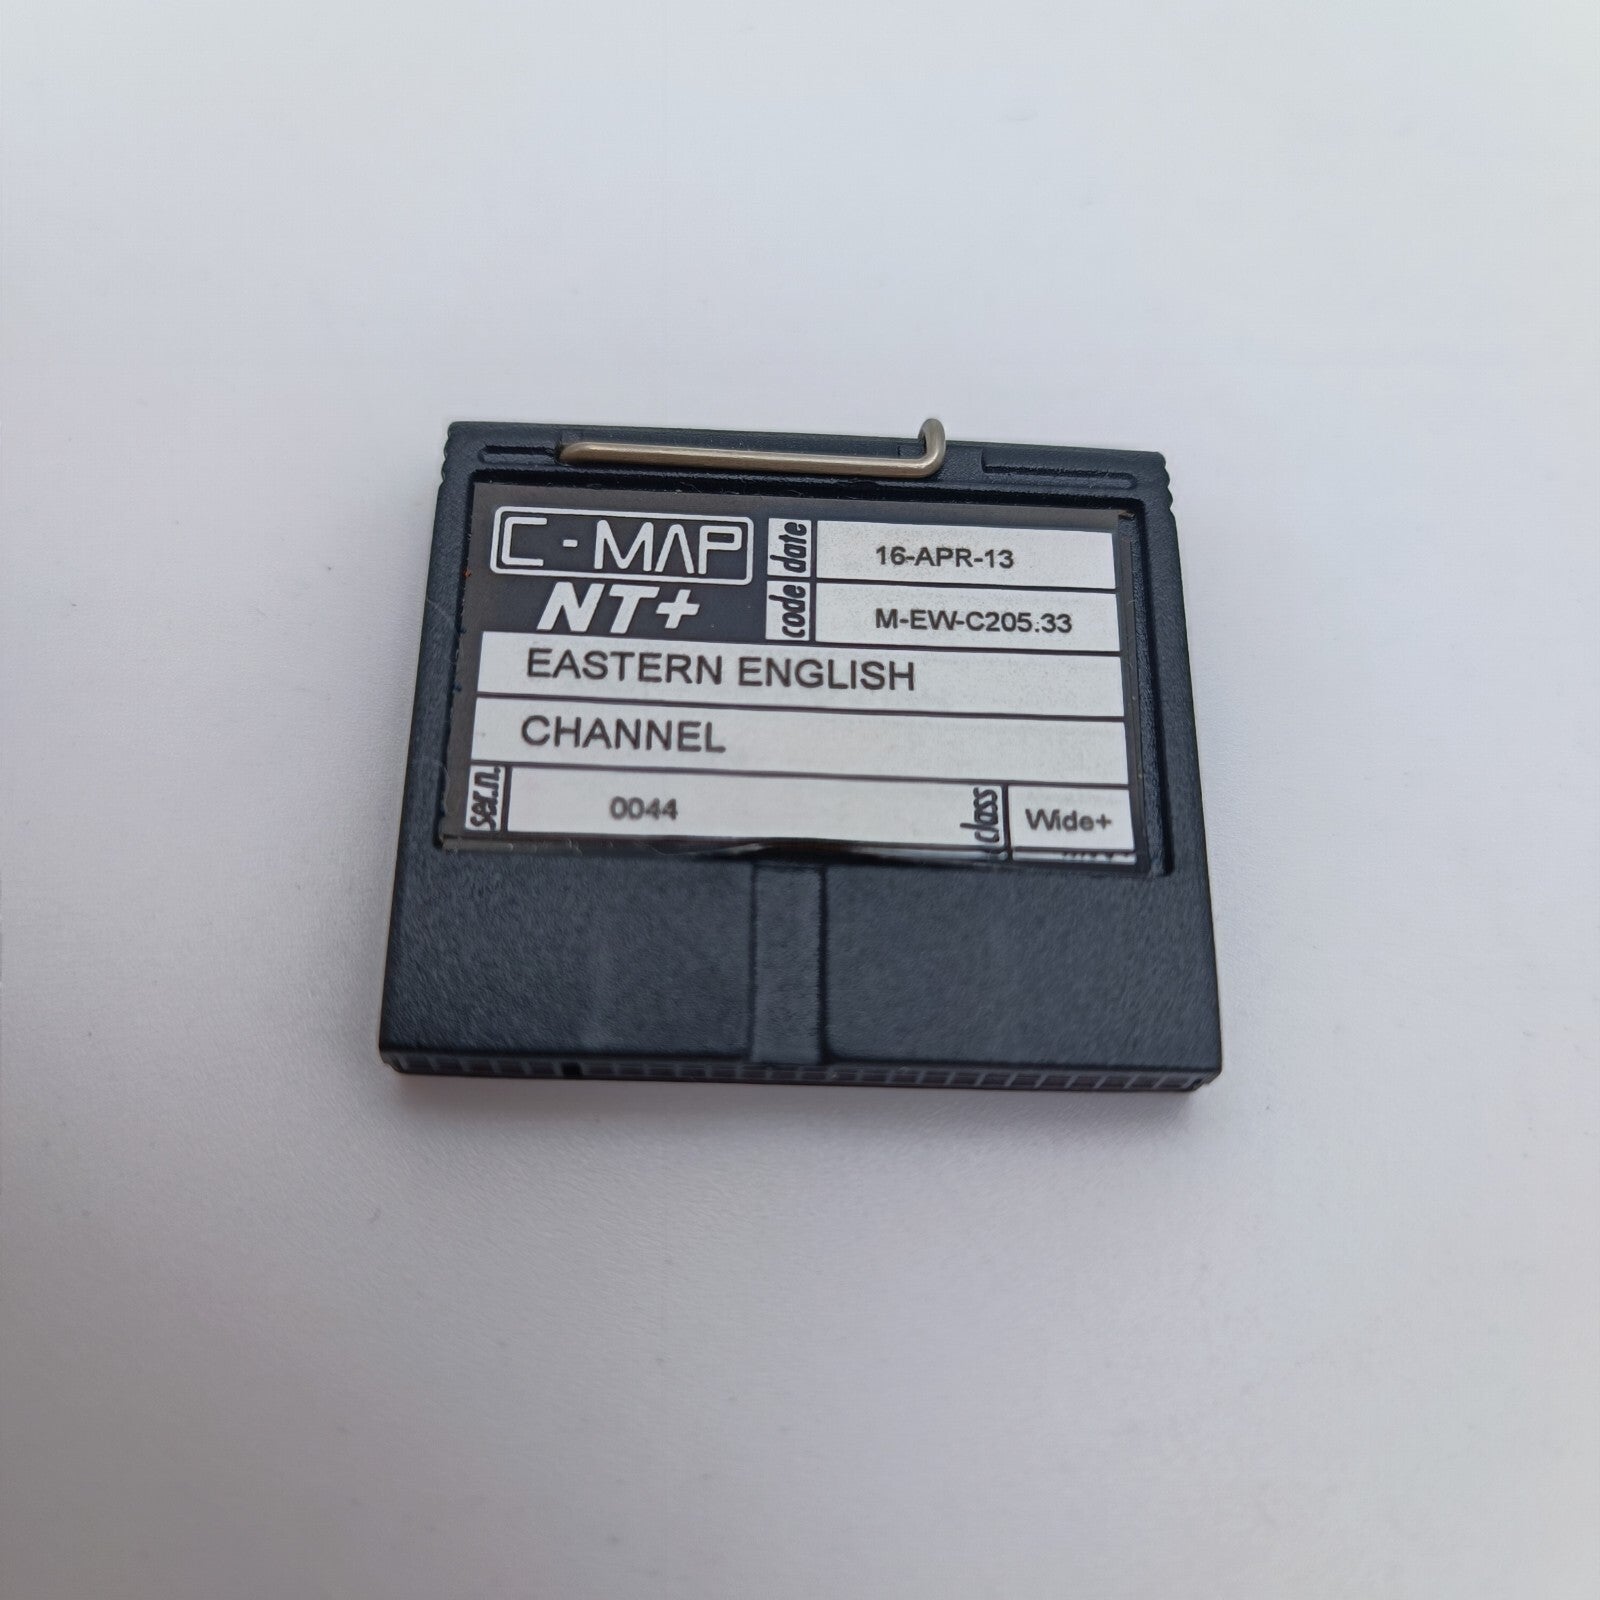 C-MAP
NT+
date 16-APR-13
code M-EW-C205.33
EASTERN ENGLISH
CHANNEL
ser.n. 0044 class Wide+